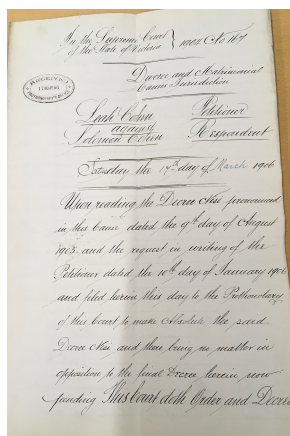 In the Supreme Court
of the State of Victoria } 1904 No 167
Divorce and Matrimonial
Causes Jurisdiction
Leah Cohn Petitioner
against
Solomon Cohn Respondent
Saturday the 17th day of March 1906
Upon reading the Decree Nisi pronounced
in this Cause dated the 9th day of August
1905 and the request in writing of the
Petitioner dated the 10th day of January 1906
and filed herein this day to the Prothonotary
of this Court to make Absolute the said
Decree Nisi and there being no matter in
opposition to the final Decree herein now
pending This Court doth Order and Decree